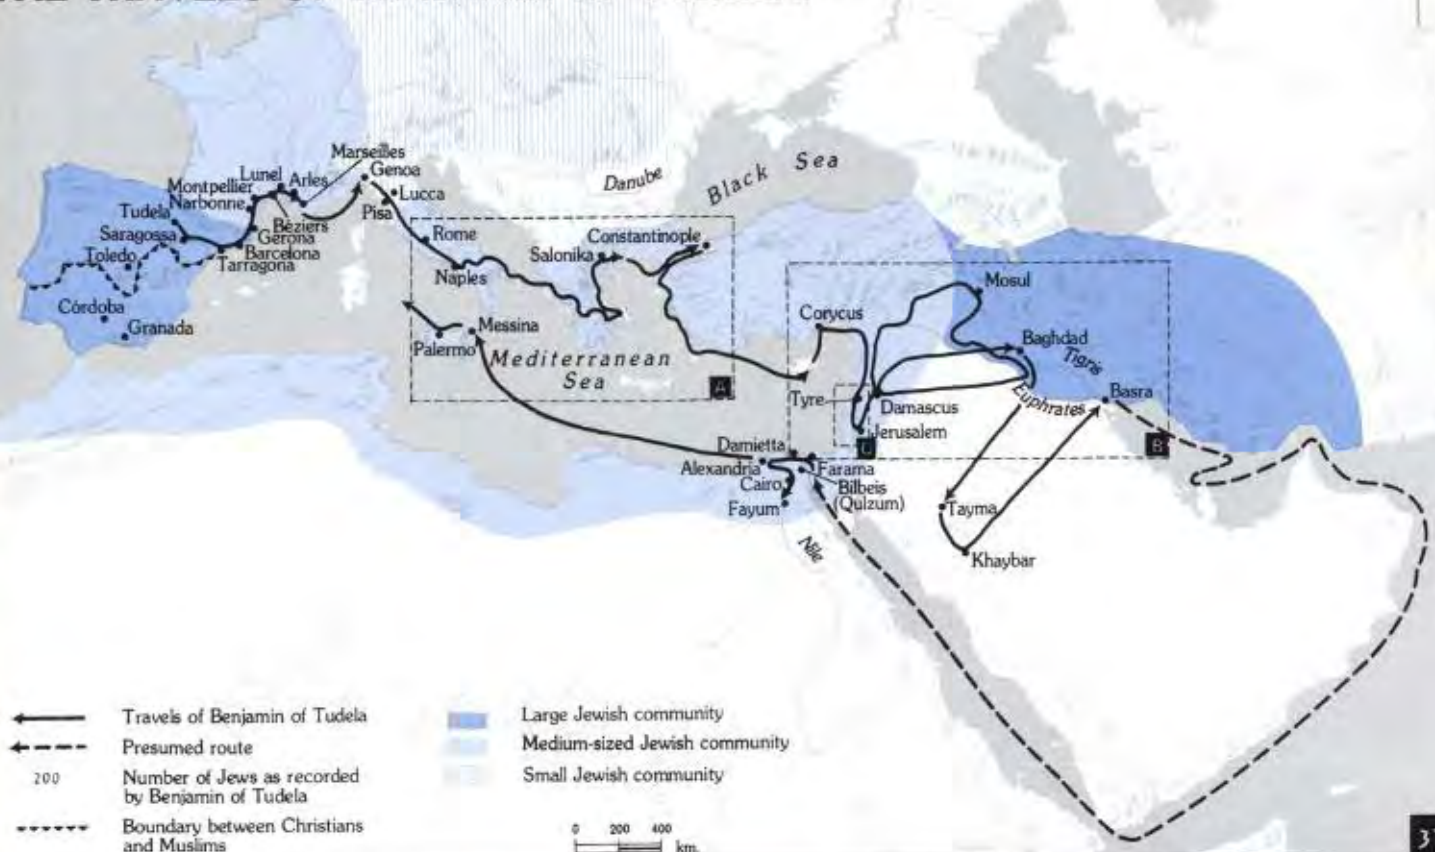 Marseilles
Genoa
Lunel
Arles
Montpellier
Narbonne
Lucca
Pisa
Tudela
Béziers
Saragossa
Gerona
Toledo
Barcelona
Tarragona
Córdoba
Granada
Danube
Black Sea
Rome
Naples
Salonika
Constantinople
Messina
Palermo
Mediterranean
Sea
A
Mosul
Corycus
Baghdad
Tigris
Euphrates
Basra
Tyre
Damascus
Jerusalem
C
B
Damietta
Alexandria
Farama
Cairo
Bilbeis
(Qulzum)
Fayum
Nile
Tayma
Khaybar
Travels of Benjamin of Tudela
Presumed route
200 Number of Jews as recorded
by Benjamin of Tudela
Boundary between Christians
and Muslims
Large Jewish community
Medium-sized Jewish community
Small Jewish community
0 200 400
km.